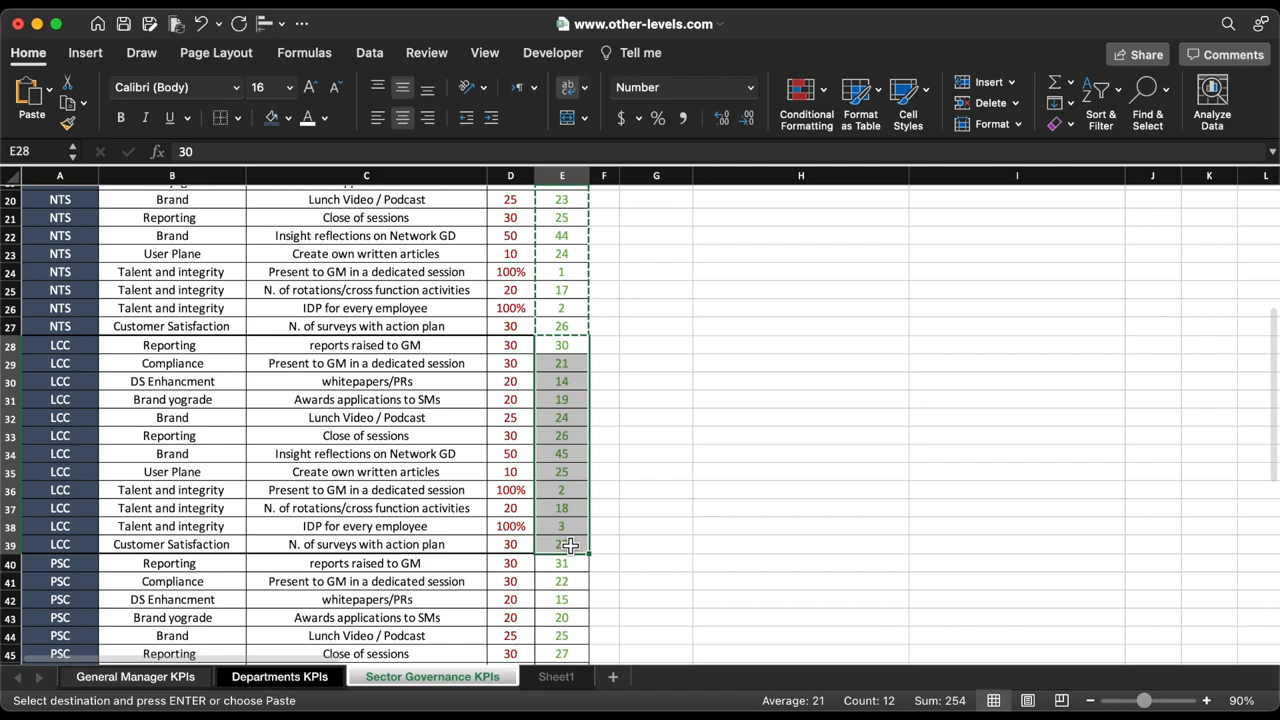 www.other-levels.com
Home Insert Draw Page Layout Formulas Data Review View Developer Tell me Share Comments
Paste Calibri (Body) 16 Number Conditional Formatting Format as Table Cell Styles Insert Delete Format Sort & Filter Find & Select Analyze Data
E28 fx 30
A B C D E F G H I J K L
20 NTS Brand Lunch Video / Podcast 25 23
21 NTS Reporting Close of sessions 30 25
22 NTS Brand Insight reflections on Network GD 50 44
23 NTS User Plane Create own written articles 10 24
24 NTS Talent and integrity Present to GM in a dedicated session 100% 1
25 NTS Talent and integrity N. of rotations/cross function activities 20 17
26 NTS Talent and integrity IDP for every employee 100% 2
27 NTS Customer Satisfaction N. of surveys with action plan 30 26
28 LCC Reporting reports raised to GM 30 30
29 LCC Compliance Present to GM in a dedicated session 30 21
30 LCC DS Enhancment whitepapers/PRs 20 14
31 LCC Brand yograde Awards applications to SMs 20 19
32 LCC Brand Lunch Video / Podcast 25 24
33 LCC Reporting Close of sessions 30 26
34 LCC Brand Insight reflections on Network GD 50 45
35 LCC User Plane Create own written articles 10 25
36 LCC Talent and integrity Present to GM in a dedicated session 100% 2
37 LCC Talent and integrity N. of rotations/cross function activities 20 18
38 LCC Talent and integrity IDP for every employee 100% 3
39 LCC Customer Satisfaction N. of surveys with action plan 30
40 PSC Reporting reports raised to GM 30 31
41 PSC Compliance Present to GM in a dedicated session 30 22
42 PSC DS Enhancment whitepapers/PRs 20 15
43 PSC Brand yograde Awards applications to SMs 20 20
44 PSC Brand Lunch Video / Podcast 25 25
45 PSC Reporting Close of sessions 30 27
General Manager KPIs Departments KPIs Sector Governance KPIs Sheet1
Select destination and press ENTER or choose Paste Average: 21 Count: 12 Sum: 254 90%